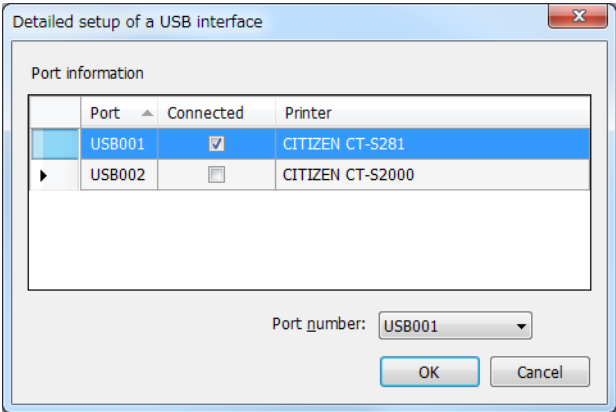 Detailed setup of a USB interface
Port information
Port Connected Printer
USB001 CITIZEN CT-S281
USB002 CITIZEN CT-S2000
Port number: USB001
OK Cancel